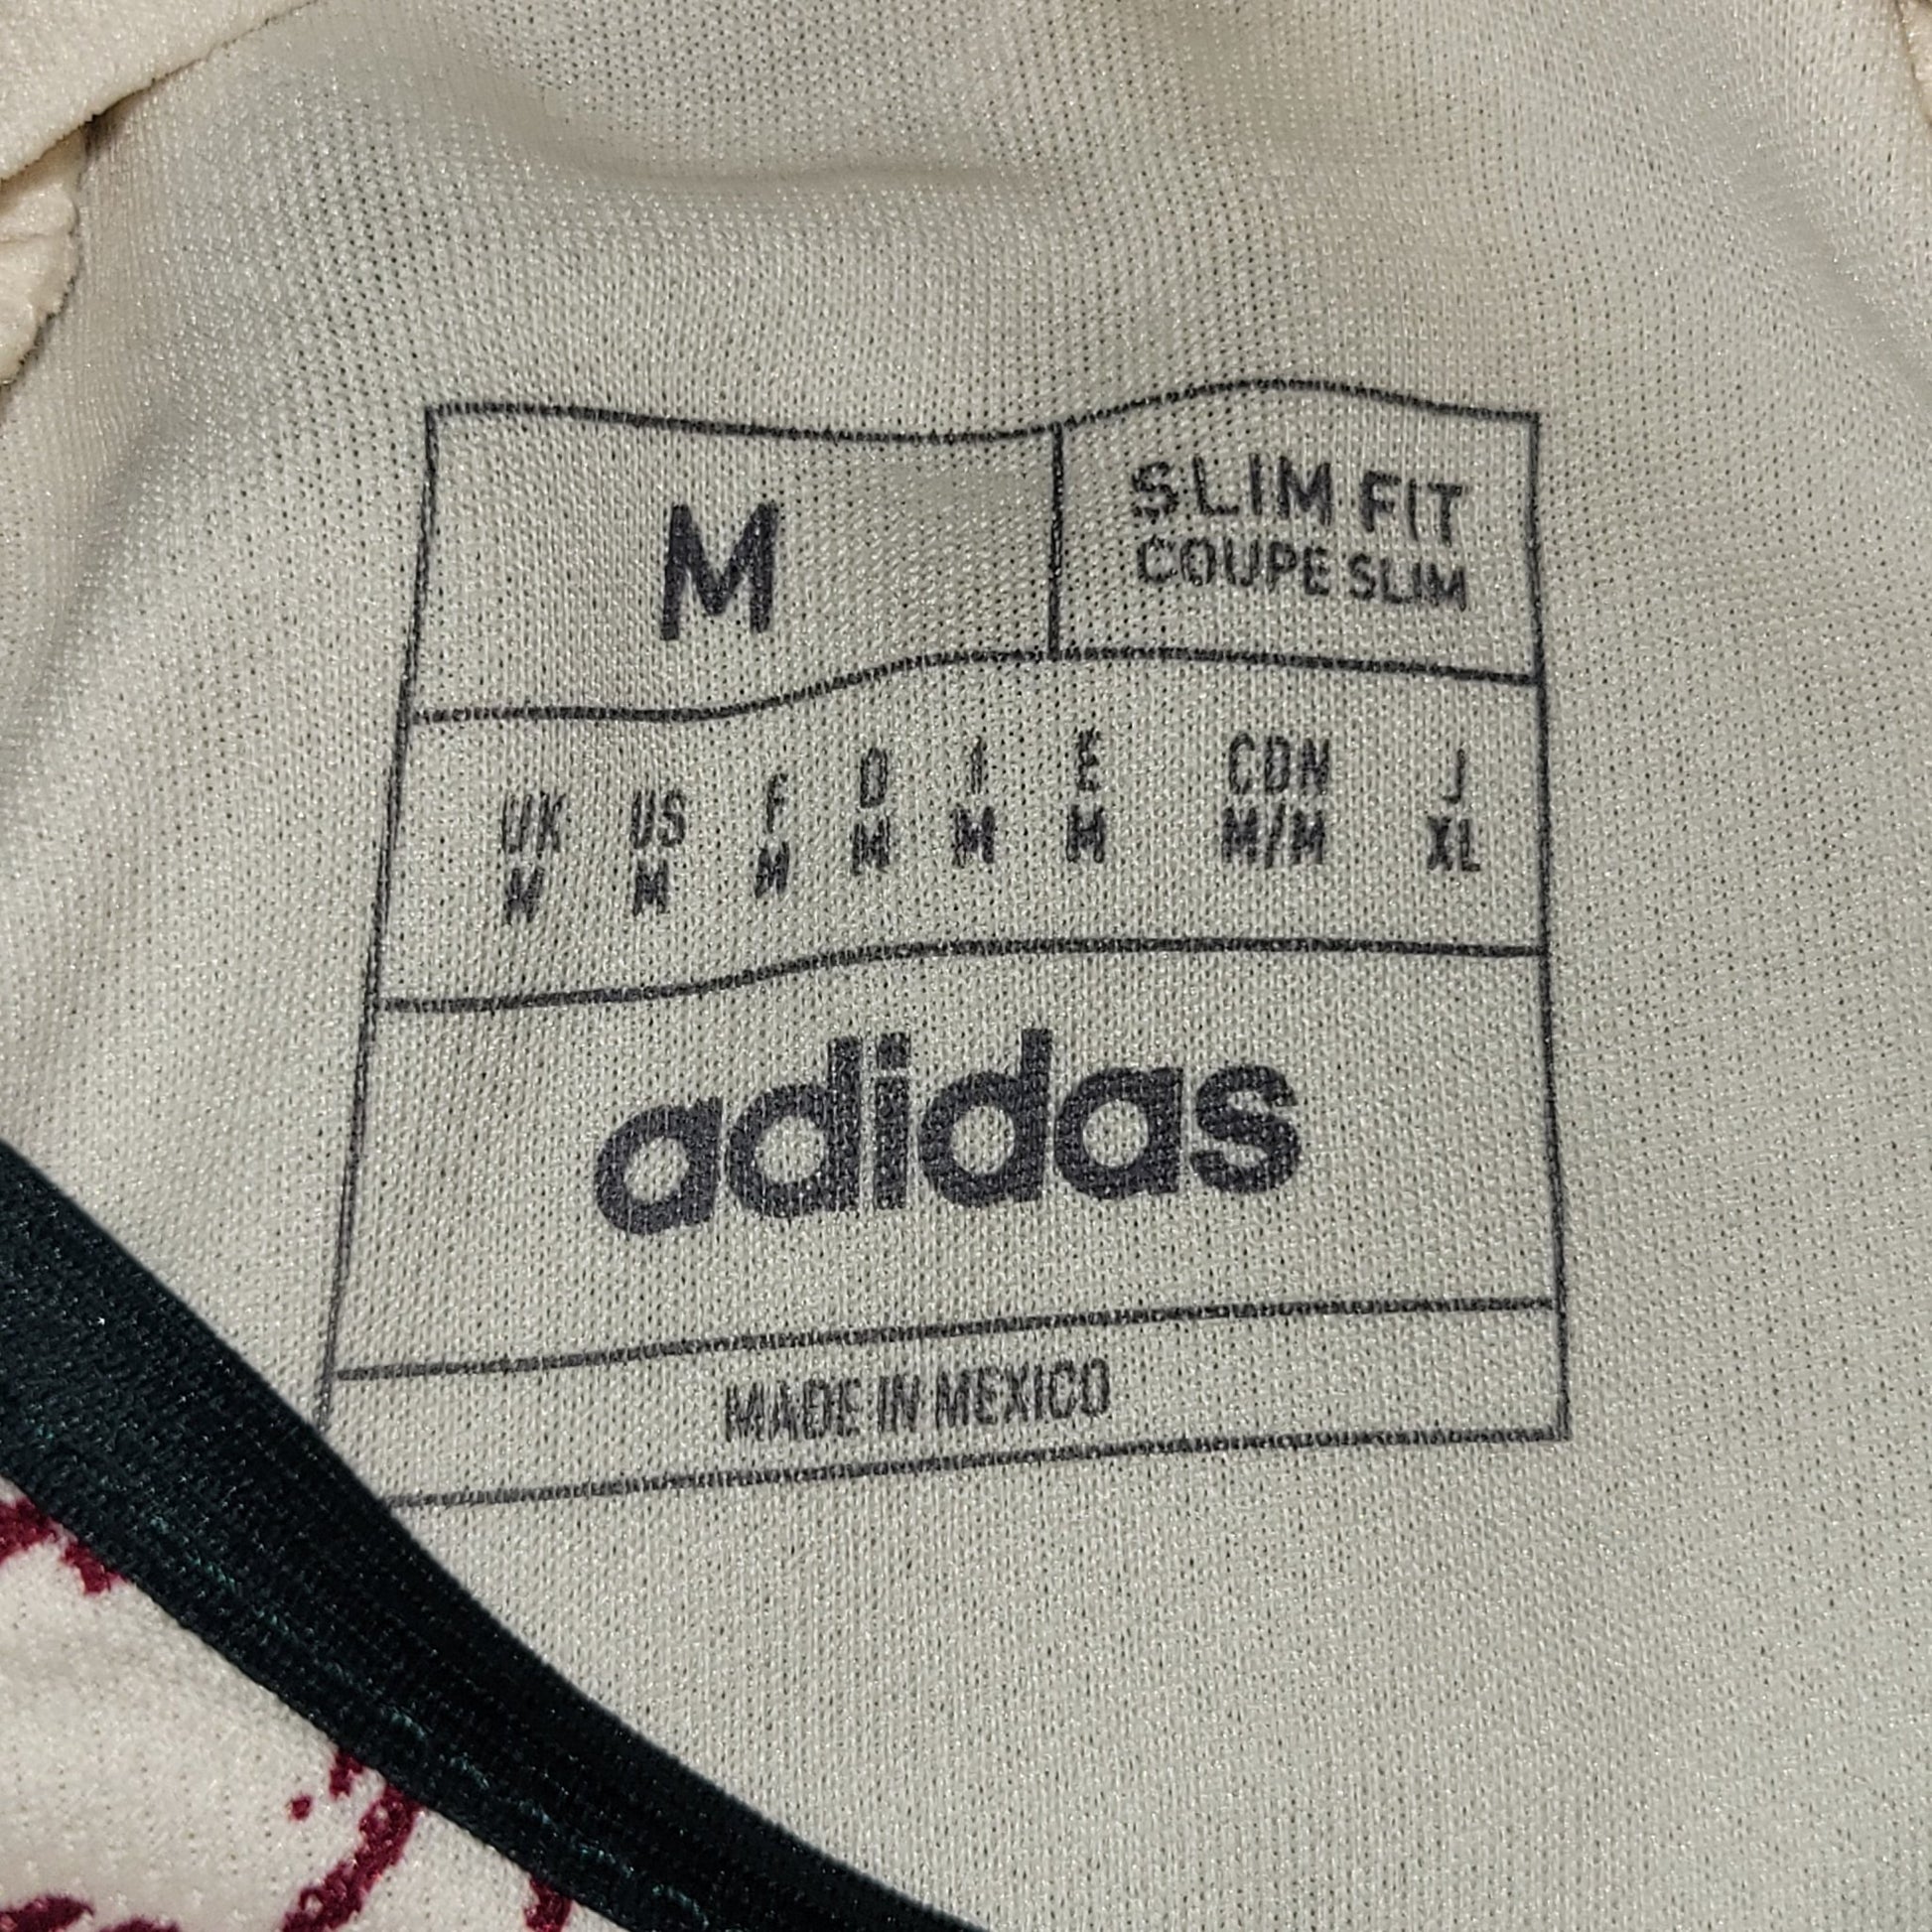 M
SLIM FIT
COUPE SLIM
UK US F D I E CDN J
M M M M M M M/M XL
adidas
MADE IN MEXICO